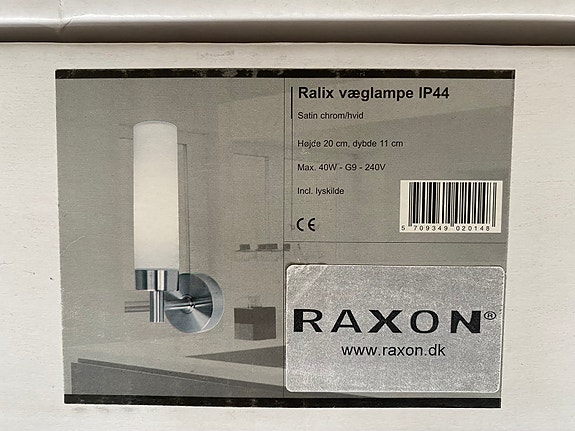 Ralix væglampe IP44
Satin chrom/hvid
Højde 20 cm, dybde 11 cm
Max. 40W - G9 - 240V
Incl. lyskilde
CE
5 709349 020148
RAXON®
www.raxon.dk